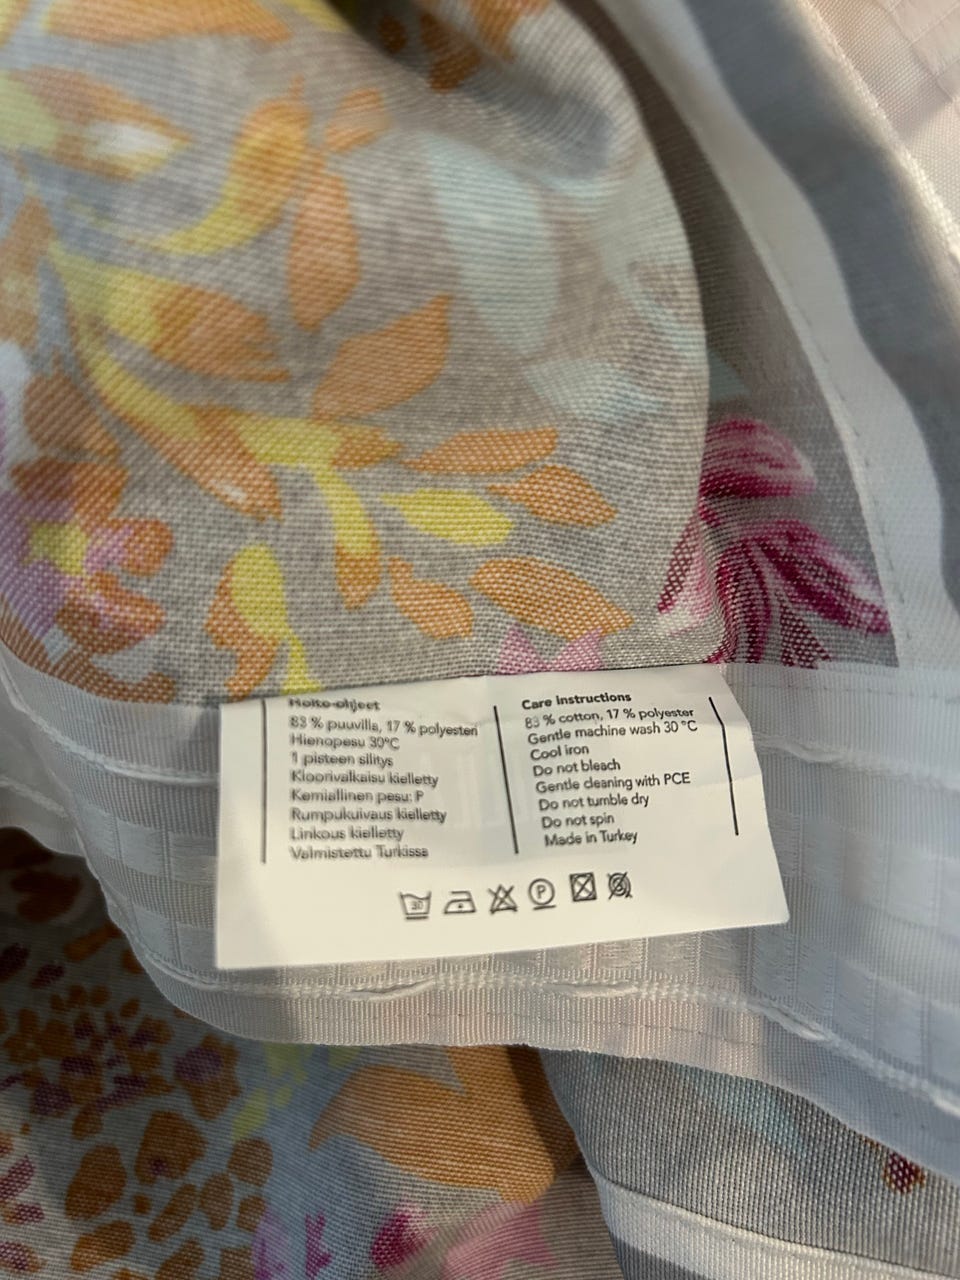 Hoito-ohjeet
83 % puuvilla, 17 % polyesteri
Hienopesu 30°C
1 pisteen silitys
Kloorivalkaisu kielletty
Kemiallinen pesu: P
Rumpukuivaus kielletty
Linkous kielletty
Valmistettu Turkissa
Care instructions
83 % cotton, 17 % polyester
Gentle machine wash 30 °C
Cool iron
Do not bleach
Gentle cleaning with PCE
Do not tumble dry
Do not spin
Made in Turkey
30 P